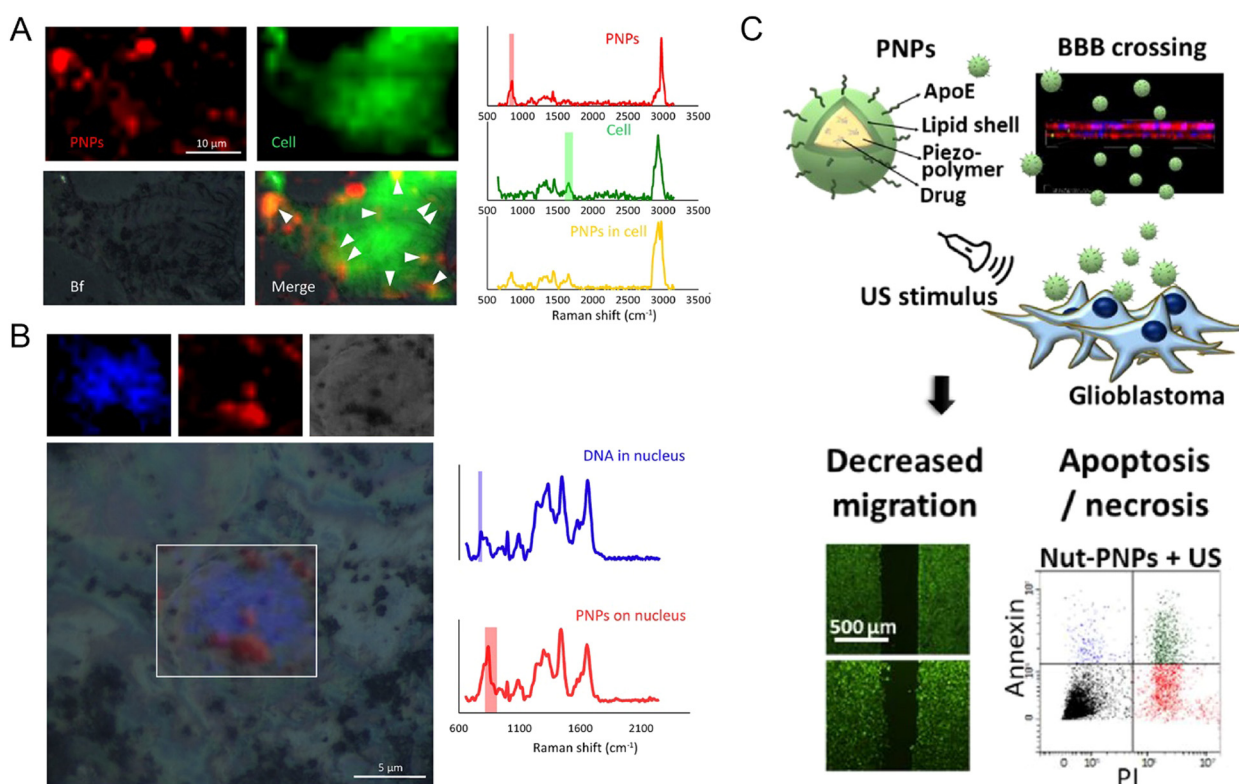 A
PNPs
10 µm
Cell
Bf
Merge
PNPs
500 1000 1500 2000 2500 3000
Cell
500 1000 1500 2000 2500 3000
PNPs in cell
500 1000 1500 2000 2500 3000
Raman shift (cm⁻¹)
B
5 µm
DNA in nucleus
PNPs on nucleus
600 1100 1600 2100
Raman shift (cm⁻¹)
C
PNPs
ApoE
Lipid shell
Piezo-
polymer
Drug
BBB crossing
US stimulus
Glioblastoma
Decreased
migration
500 µm
Apoptosis
/ necrosis
Nut-PNPs + US
Annexin
PI